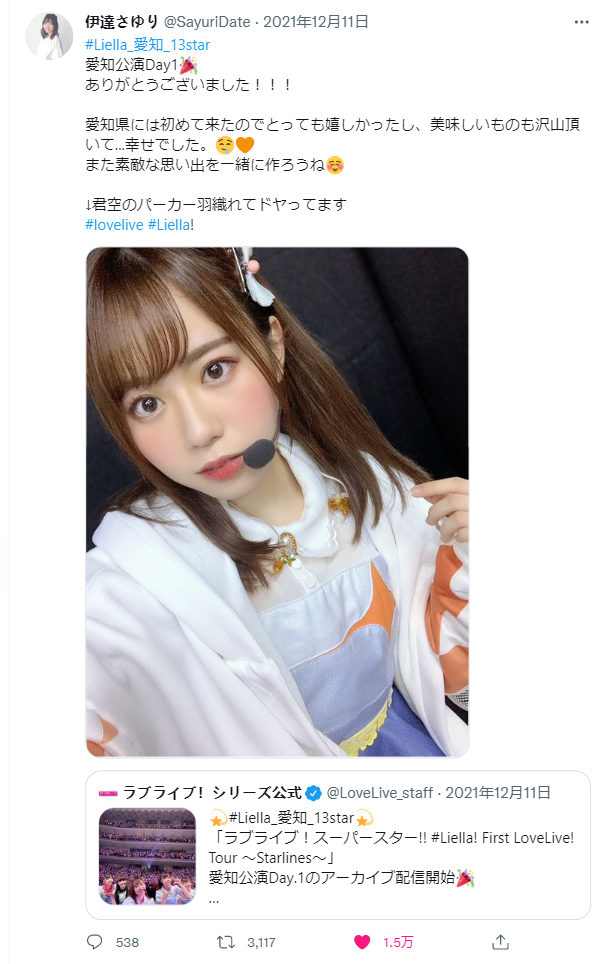 伊達さゆり @SayuriDate · 2021年12月11日
#Liella_愛知_13star
愛知公演Day1🎉
ありがとうございました！！！
愛知県には初めて来たのでとっても嬉しかったし、美味しいものも沢山頂
いて...幸せでした。🤤🧡
また素敵な思い出を一緒に作ろうね☺️
↓君空のパーカー羽織れてドヤってます
#lovelive #Liella!
ラブライブ！シリーズ公式 @LoveLive_staff · 2021年12月11日
💫#Liella_愛知_13star💫
「ラブライブ！スーパースター!! #Liella! First LoveLive!
Tour ～Starlines～」
愛知公演Day.1のアーカイブ配信開始🎉
...
538 3,117 1.5万